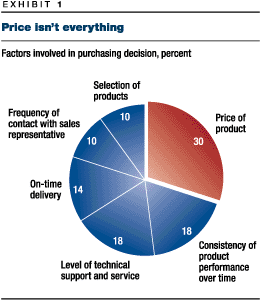 EXHIBIT 1
Price isn't everything
Factors involved in purchasing decision, percent
Selection of
products
10
Price of
product
30
Frequency of
contact with sales
representative
10
On-time
delivery
14
Level of technical
support and service
18
Consistency of
product
performance
over time
18